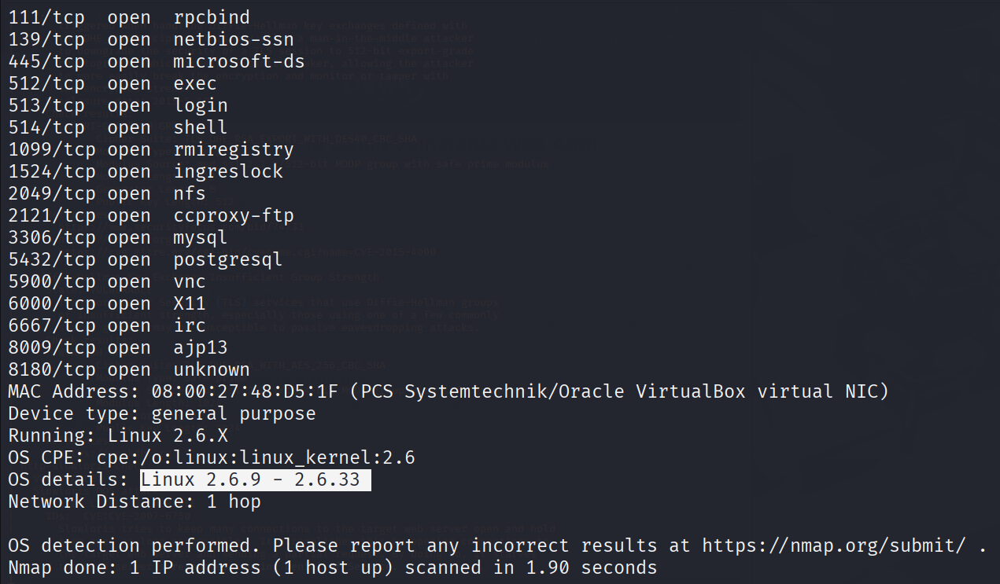 111/tcp  open  rpcbind
139/tcp  open  netbios-ssn
445/tcp  open  microsoft-ds
512/tcp  open  exec
513/tcp  open  login
514/tcp  open  shell
1099/tcp open  rmiregistry
1524/tcp open  ingreslock
2049/tcp open  nfs
2121/tcp open  ccproxy-ftp
3306/tcp open  mysql
5432/tcp open  postgresql
5900/tcp open  vnc
6000/tcp open  X11
6667/tcp open  irc
8009/tcp open  ajp13
8180/tcp open  unknown
MAC Address: 08:00:27:48:D5:1F (PCS Systemtechnik/Oracle VirtualBox virtual NIC)
Device type: general purpose
Running: Linux 2.6.X
OS CPE: cpe:/o:linux:linux_kernel:2.6
OS details: Linux 2.6.9 - 2.6.33
Network Distance: 1 hop
OS detection performed. Please report any incorrect results at https://nmap.org/submit/ .
Nmap done: 1 IP address (1 host up) scanned in 1.90 seconds